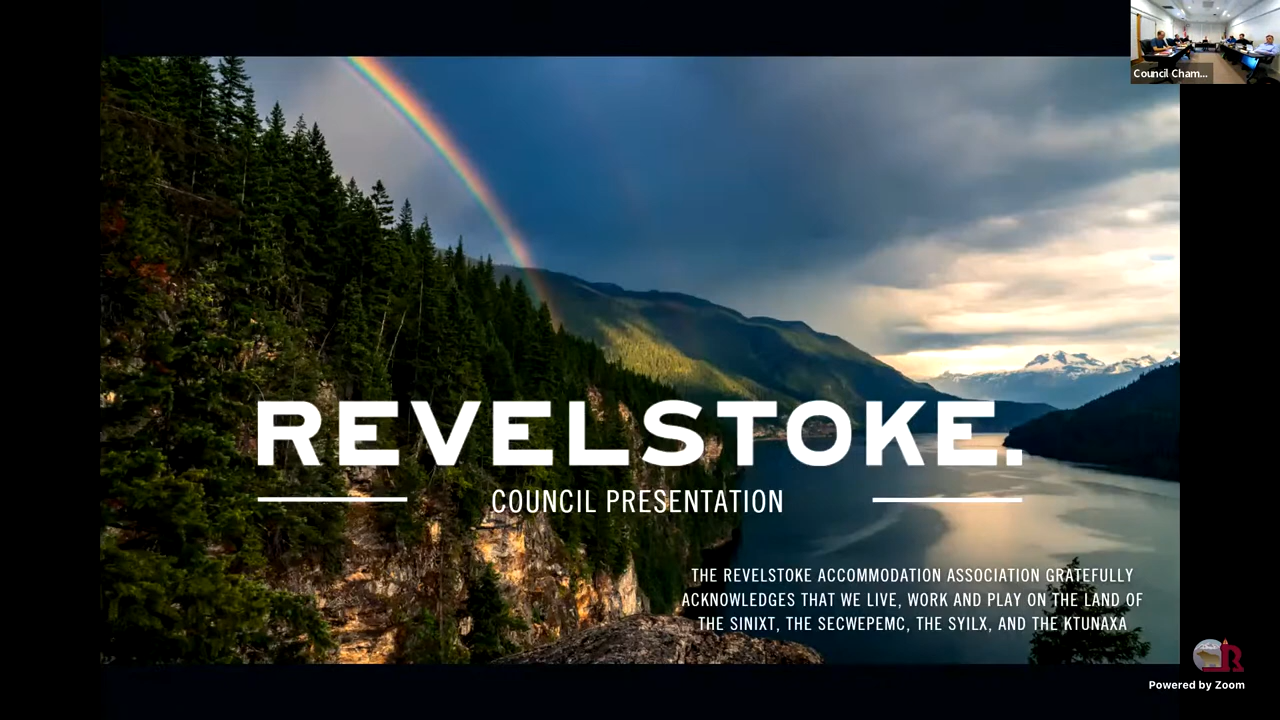 Council Cham...
REVELSTOKE.
COUNCIL PRESENTATION
THE REVELSTOKE ACCOMMODATION ASSOCIATION GRATEFULLY
ACKNOWLEDGES THAT WE LIVE, WORK AND PLAY ON THE LAND OF
THE SINIXT, THE SECWEPEMC, THE SYILX, AND THE KTUNAXA
R
Powered by Zoom